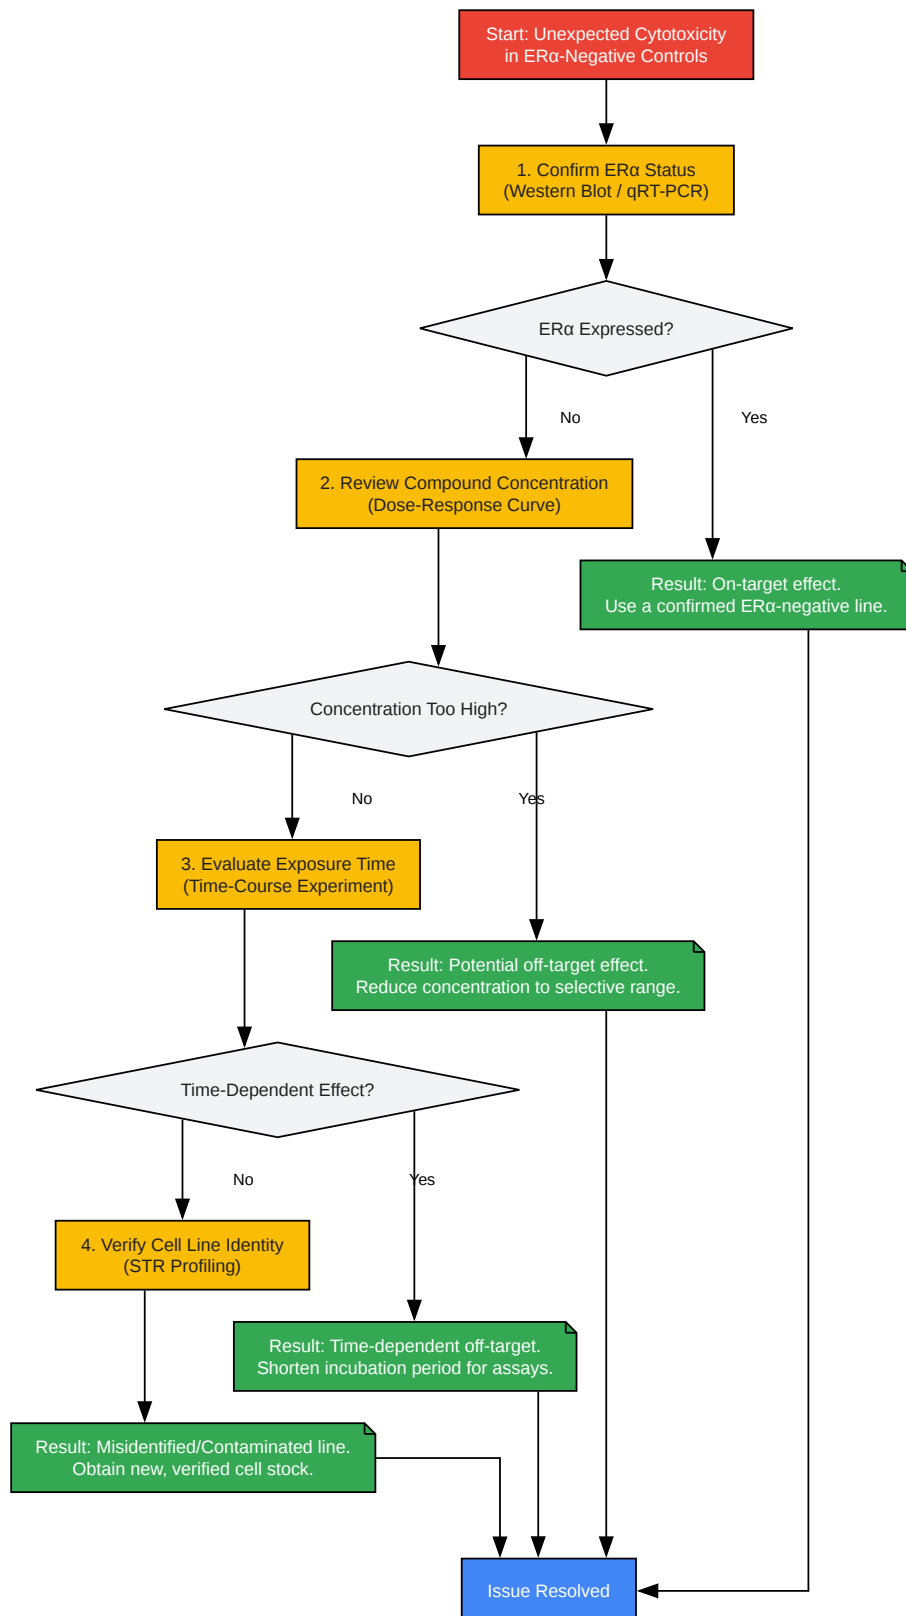 Start: Unexpected Cytotoxicity
in ERα-Negative Controls
1. Confirm ERα Status
(Western Blot / qRT-PCR)
ERα Expressed?
No
Yes
2. Review Compound Concentration
(Dose-Response Curve)
Result: On-target effect.
Use a confirmed ERα-negative line.
Concentration Too High?
No
Yes
3. Evaluate Exposure Time
(Time-Course Experiment)
Result: Potential off-target effect.
Reduce concentration to selective range.
Time-Dependent Effect?
No
Yes
4. Verify Cell Line Identity
(STR Profiling)
Result: Time-dependent off-target.
Shorten incubation period for assays.
Result: Misidentified/Contaminated line.
Obtain new, verified cell stock.
Issue Resolved